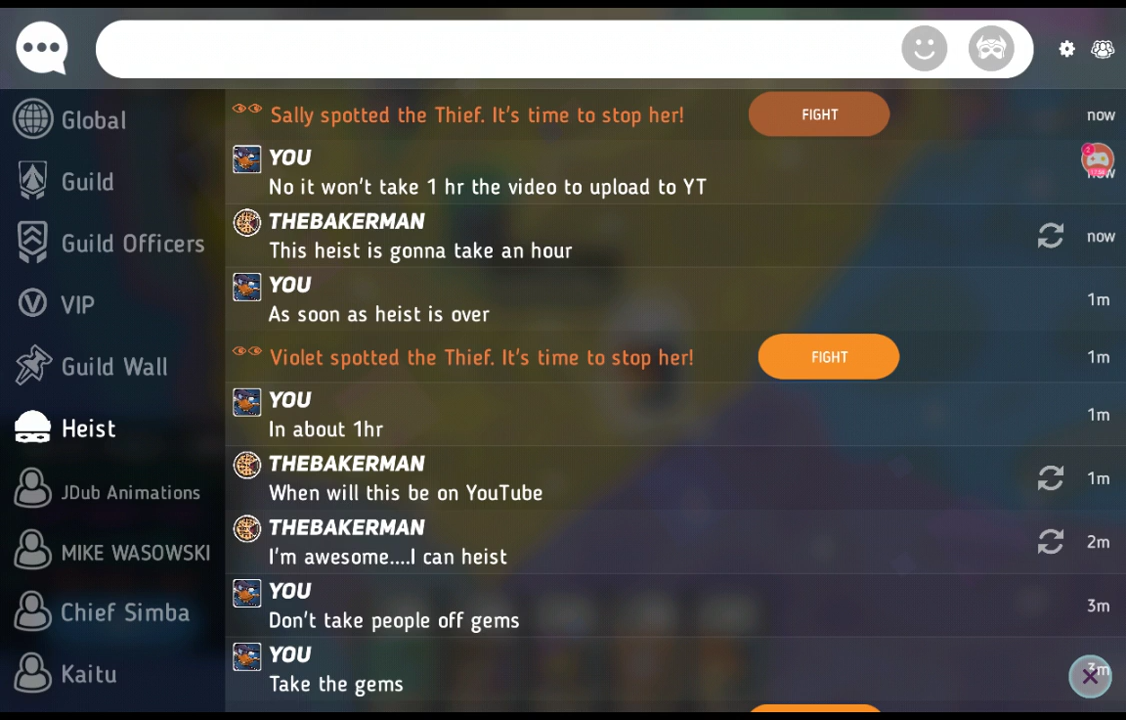 Global
Guild
Guild Officers
VIP
Guild Wall
Heist
JDub Animations
MIKE WASOWSKI
Chief Simba
Kaitu
Sally spotted the Thief. It's time to stop her! FIGHT now
YOU
No it won't take 1 hr the video to upload to YT now
THEBAKERMAN
This heist is gonna take an hour now
YOU
As soon as heist is over 1m
Violet spotted the Thief. It's time to stop her! FIGHT 1m
YOU
In about 1hr 1m
THEBAKERMAN
When will this be on YouTube 1m
THEBAKERMAN
I'm awesome....I can heist 2m
YOU
Don't take people off gems 3m
YOU
Take the gems 3m